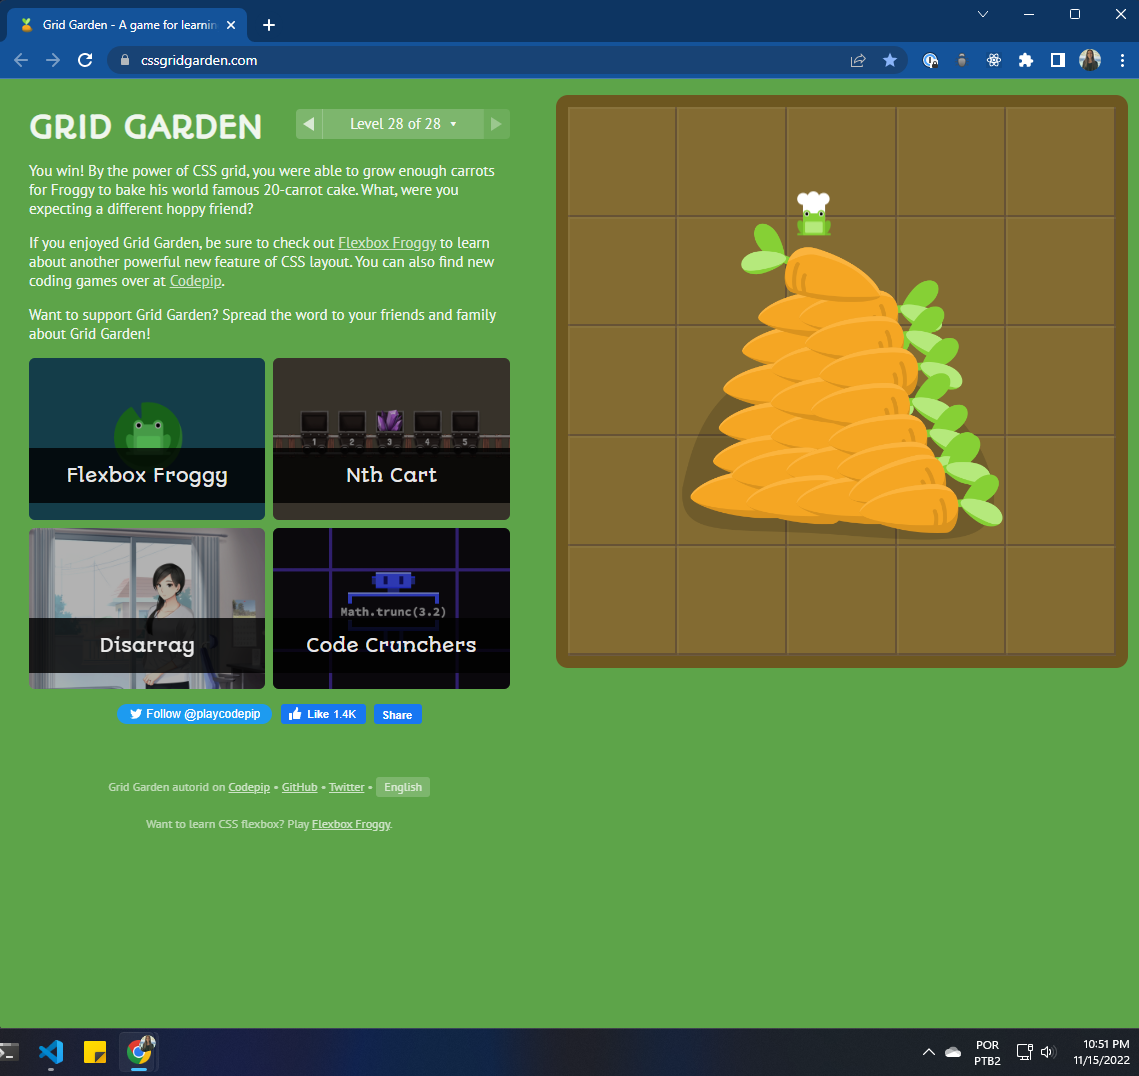 Grid Garden - A game for learnin
cssgridgarden.com
GRID GARDEN
Level 28 of 28
You win! By the power of CSS grid, you were able to grow enough carrots
for Froggy to bake his world famous 20-carrot cake. What, were you
expecting a different hoppy friend?
If you enjoyed Grid Garden, be sure to check out Flexbox Froggy to learn
about another powerful new feature of CSS layout. You can also find new
coding games over at Codepip.
Want to support Grid Garden? Spread the word to your friends and family
about Grid Garden!
Flexbox Froggy
1 2 3 4 5
Nth Cart
Disarray
Math.trunc(3.2)
Code Crunchers
Follow @playcodepip
Like 1.4K
Share
Grid Garden autorid on Codepip • GitHub • Twitter • English
Want to learn CSS flexbox? Play Flexbox Froggy.
POR
PTB2
10:51 PM
11/15/2022